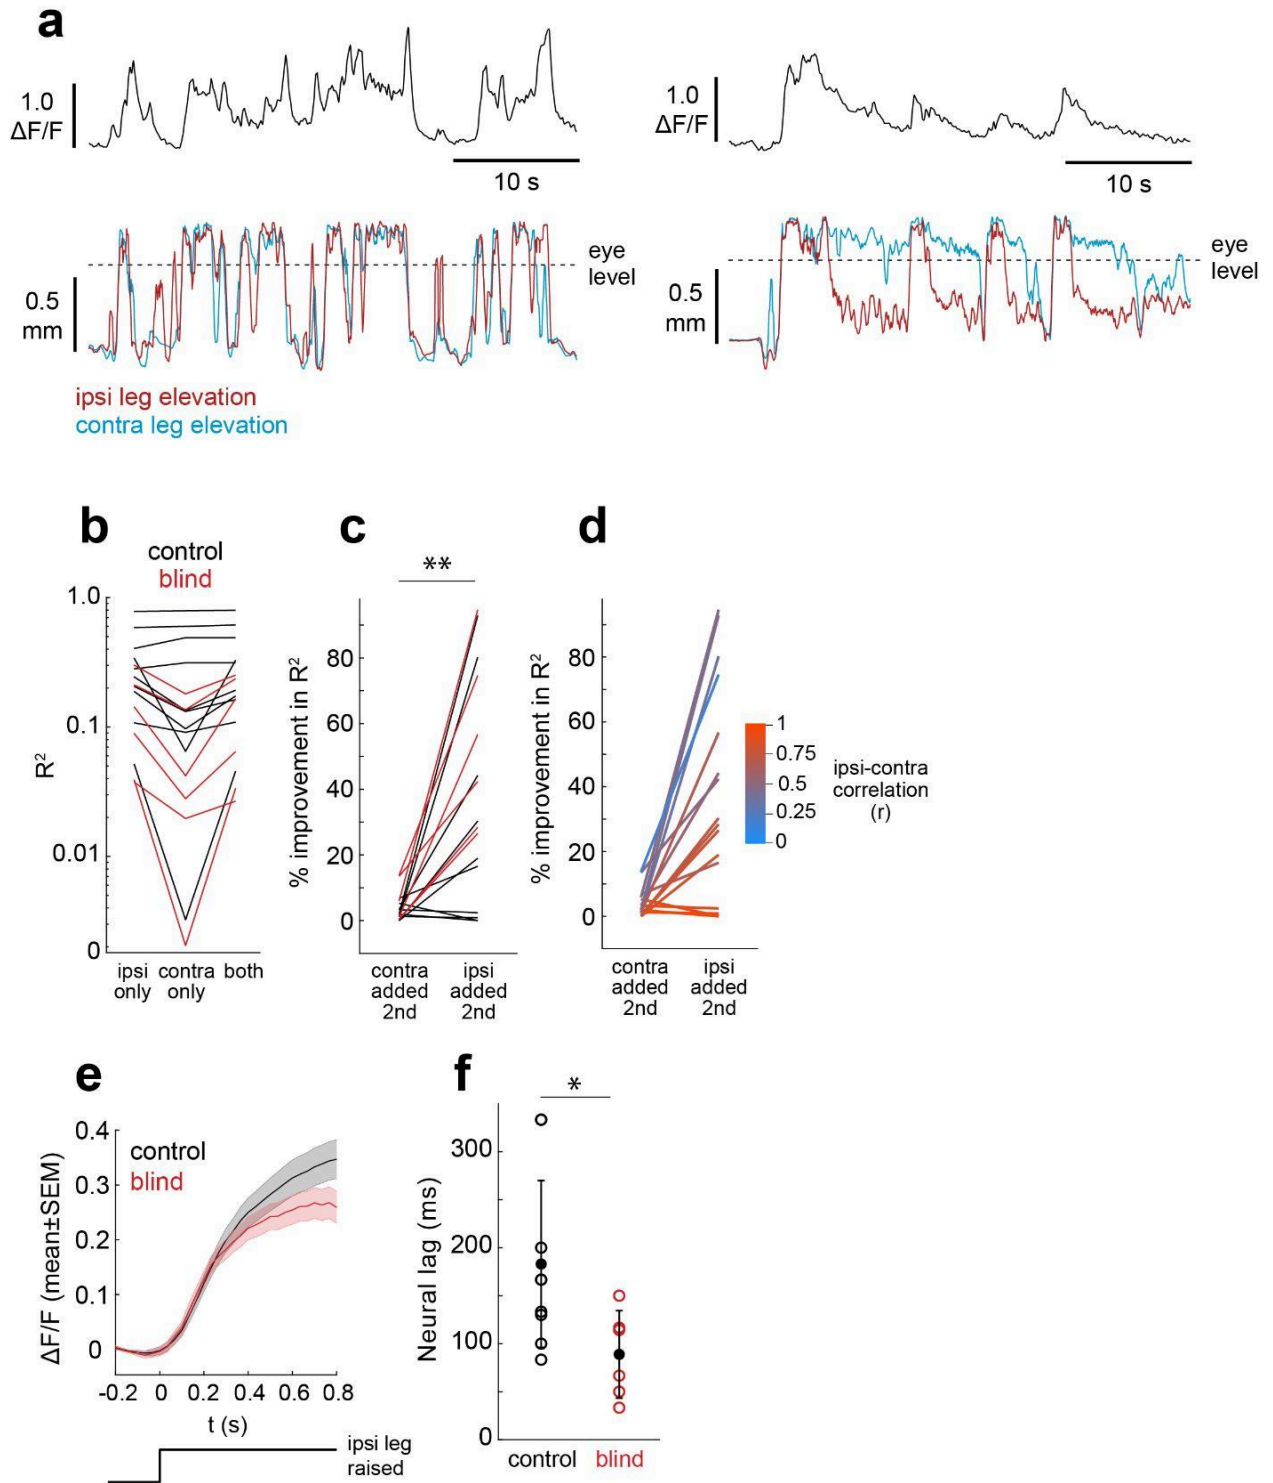 a
1.0
ΔF/F
10 s
0.5
mm
eye
level
ipsi leg elevation
contra leg elevation
1.0
ΔF/F
10 s
0.5
mm
eye
level
b
control
blind
R²
1.0
0.1
0.01
0
ipsi
only
contra
only
both
c
**
% improvement in R²
80
60
40
20
0
contra
added
2nd
ipsi
added
2nd
d
% improvement in R²
80
60
40
20
0
contra
added
2nd
ipsi
added
2nd
1
0.75
0.5
0.25
0
ipsi-contra
correlation
(r)
e
control
blind
ΔF/F (mean±SEM)
0.4
0.3
0.2
0.1
0
-0.2 0 0.2 0.4 0.6 0.8
t (s)
ipsi leg
raised
f
*
Neural lag (ms)
300
200
100
0
control
blind